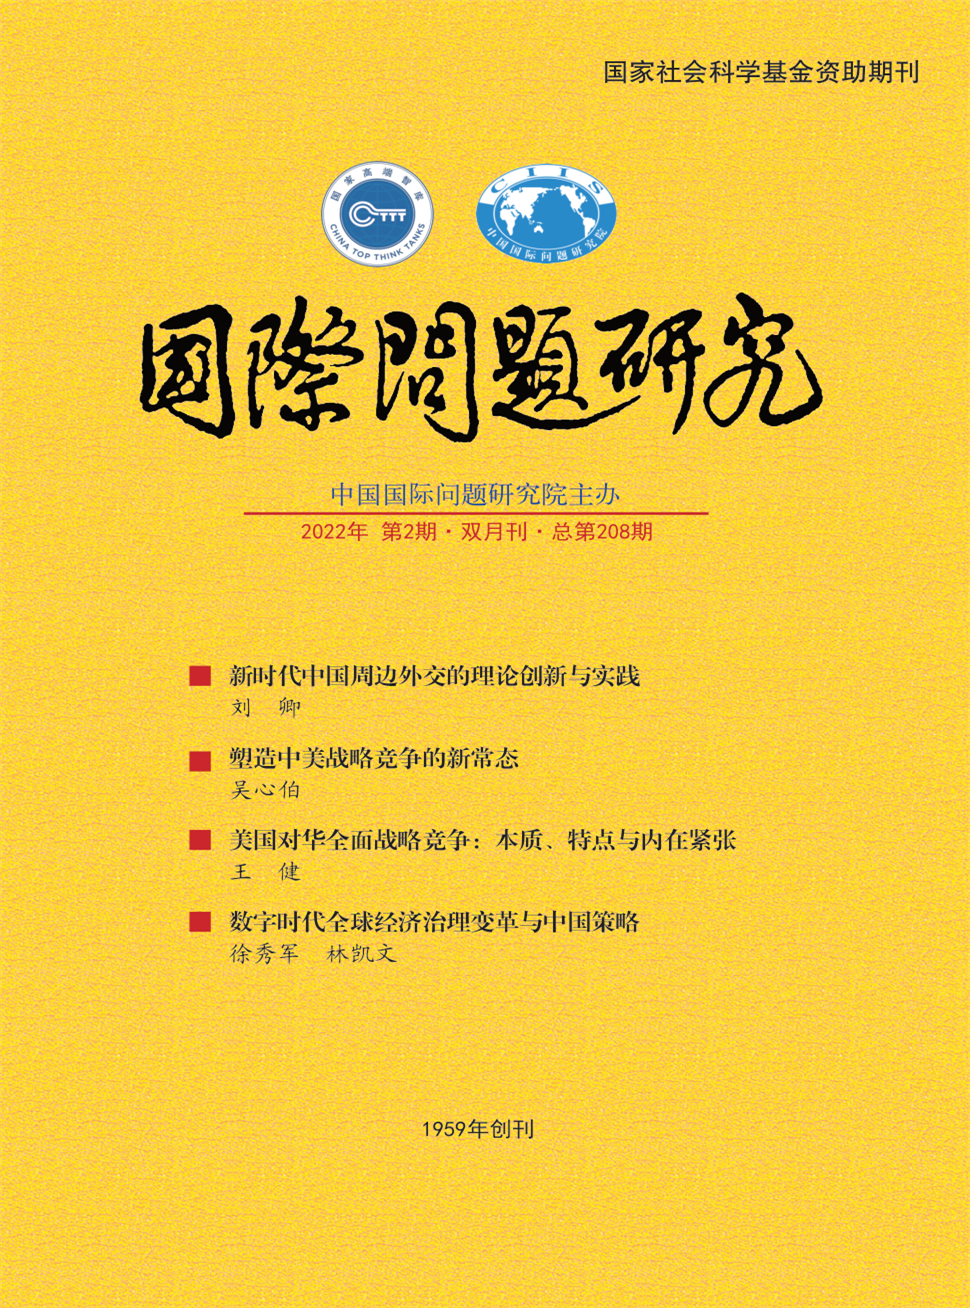 国家社会科学基金资助期刊
国家高端智库
CHINA TOP THINK TANKS
CTTT
CIIS
中国国际问题研究院
国際問題研究
中国国际问题研究院主办
2022年 第2期·双月刊·总第208期
新时代中国周边外交的理论创新与实践
刘 卿
塑造中美战略竞争的新常态
吴心伯
美国对华全面战略竞争：本质、特点与内在紧张
王 健
数字时代全球经济治理变革与中国策略
徐秀军 林凯文
1959年创刊